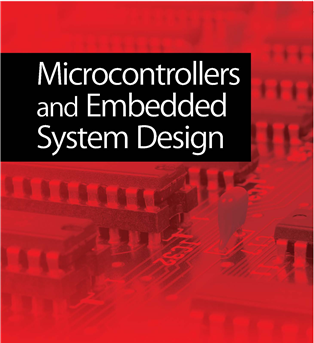 Microcontrollers
and Embedded
System Design